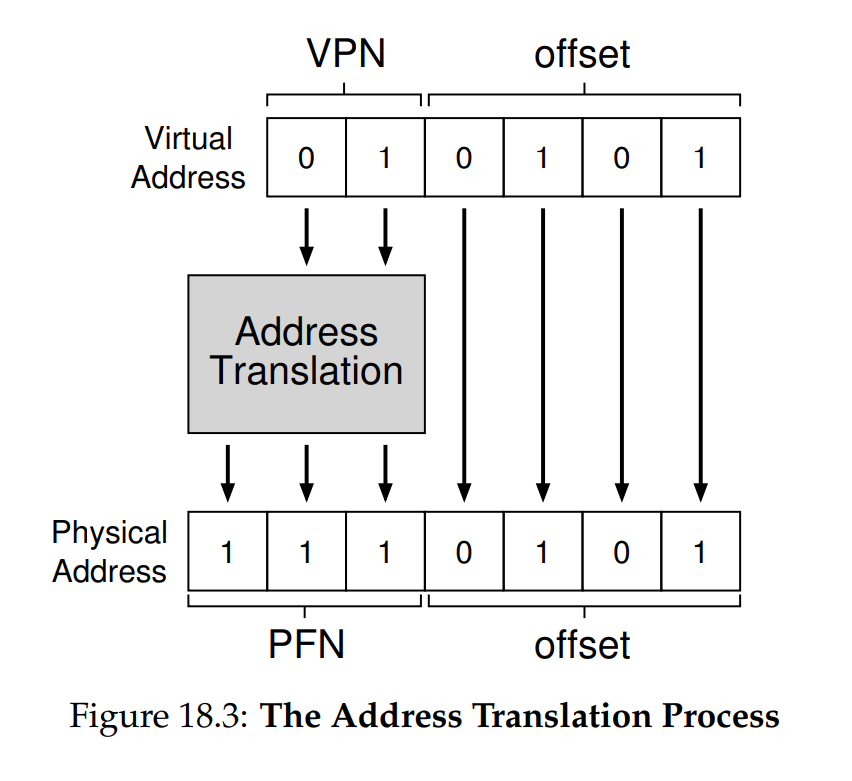 VPN offset
Virtual
Address
0 1 0 1 0 1
Address
Translation
Physical
Address
1 1 1 0 1 0 1
PFN offset
Figure 18.3: The Address Translation Process